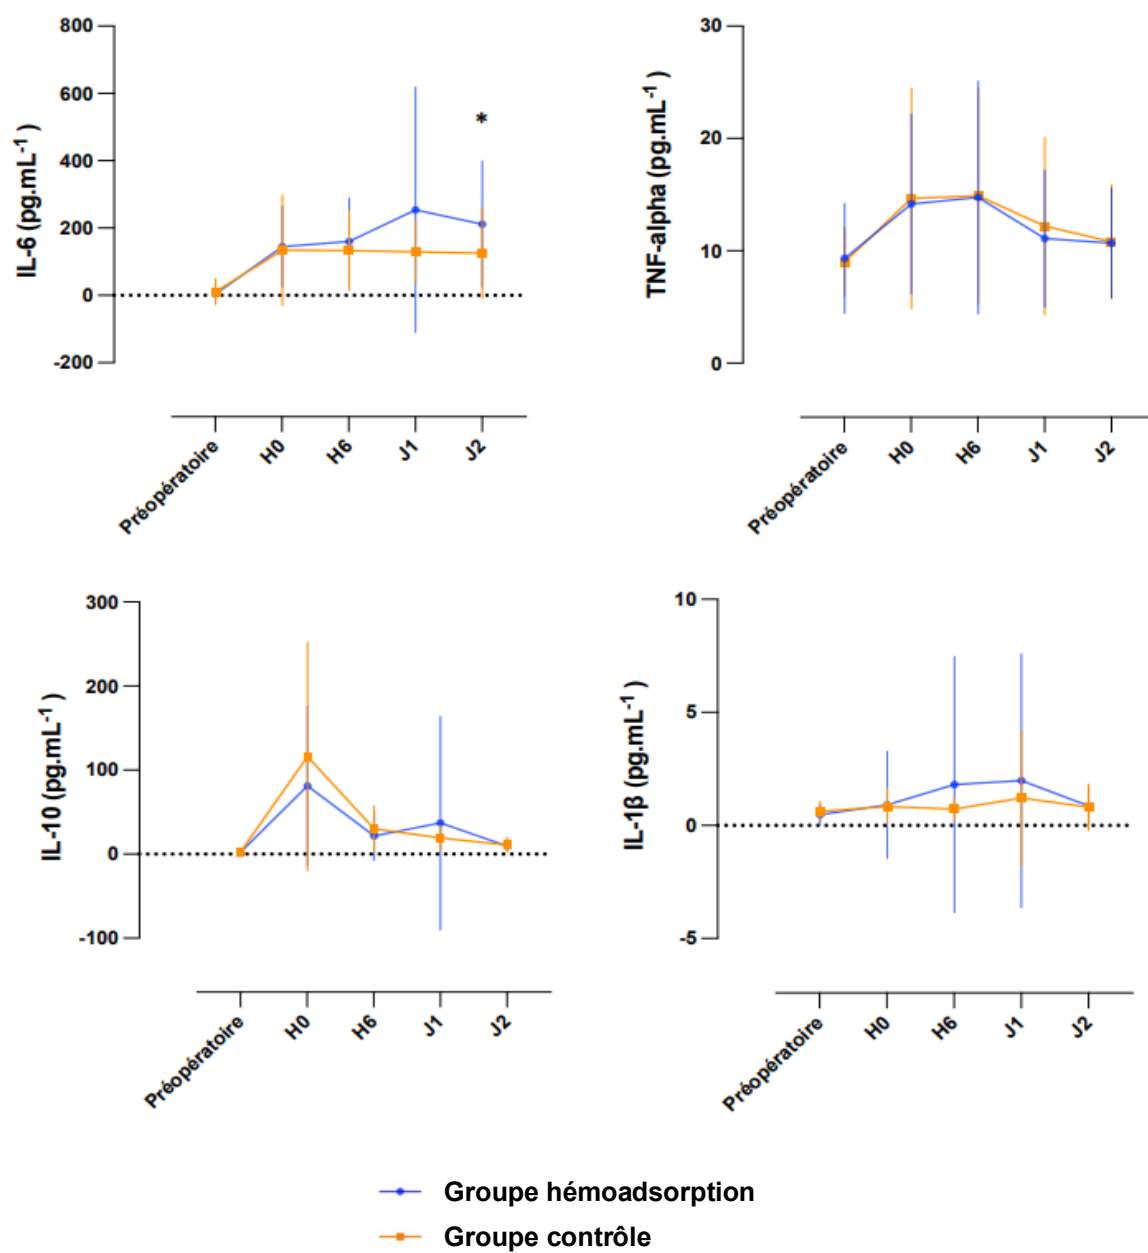 IL-6 (pg.mL⁻¹ )
800
600
400
200
0
-200
*
Préopératoire
H0
H6
J1
J2
TNF-alpha (pg.mL⁻¹ )
30
20
10
0
Préopératoire
H0
H6
J1
J2
IL-10 (pg.mL⁻¹ )
300
200
100
0
-100
Préopératoire
H0
H6
J1
J2
IL-1β (pg.mL⁻¹ )
10
5
0
-5
Préopératoire
H0
H6
J1
J2
Groupe hémoadsorption
Groupe contrôle